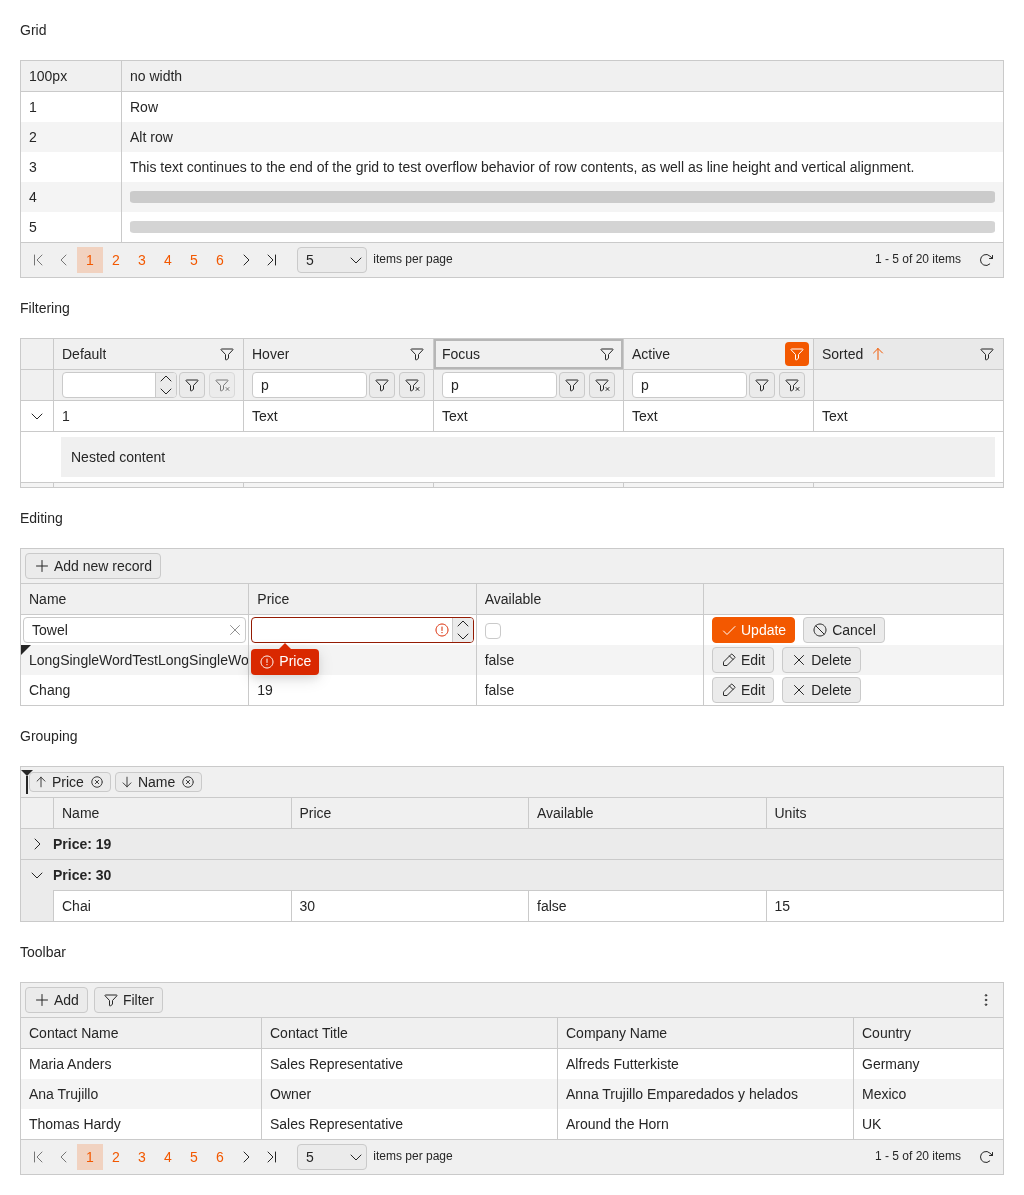 Grid
100px no width
1 Row
2 Alt row
3 This text continues to the end of the grid to test overflow behavior of row contents, as well as line height and vertical alignment.
4
5
1 2 3 4 5 6 5 items per page 1 - 5 of 20 items
Filtering
Default Hover Focus Active Sorted
p p p
1 Text Text Text Text
Nested content
Editing
Add new record
Name Price Available
Towel Update Cancel
LongSingleWordTestLongSingleWo Price false Edit Delete
Chang 19 false Edit Delete
Grouping
Price Name
Name Price Available Units
Price: 19
Price: 30
Chai 30 false 15
Toolbar
Add Filter
Contact Name Contact Title Company Name Country
Maria Anders Sales Representative Alfreds Futterkiste Germany
Ana Trujillo Owner Anna Trujillo Emparedados y helados Mexico
Thomas Hardy Sales Representative Around the Horn UK
1 2 3 4 5 6 5 items per page 1 - 5 of 20 items